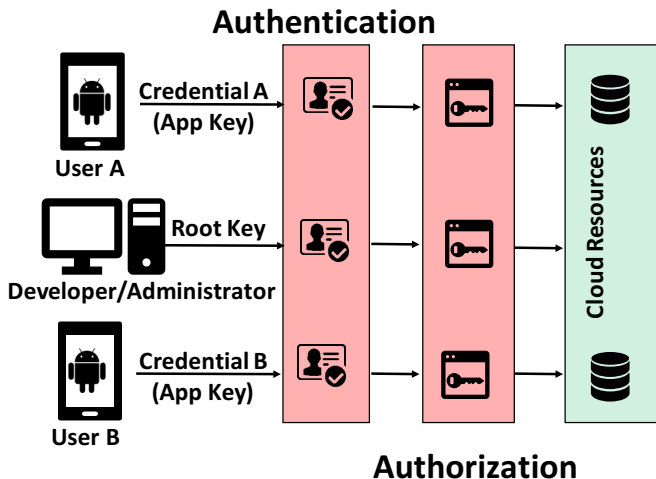 Authentication
Credential A
(App Key)
User A
Root Key
Developer/Administrator
Credential B
(App Key)
User B
Cloud Resources
Authorization